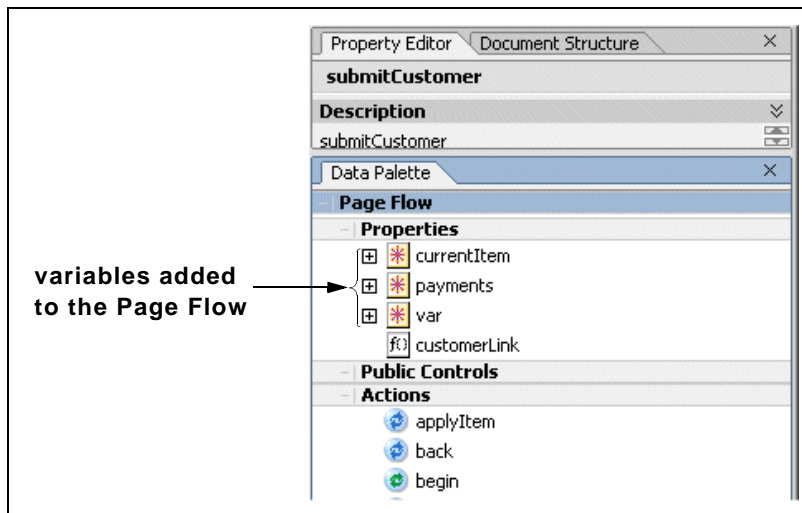 Property Editor Document Structure
submitCustomer
Description
submitCustomer
Data Palette
Page Flow
Properties
currentItem
payments
var
f() customerLink
Public Controls
Actions
applyItem
back
begin
variables added
to the Page Flow